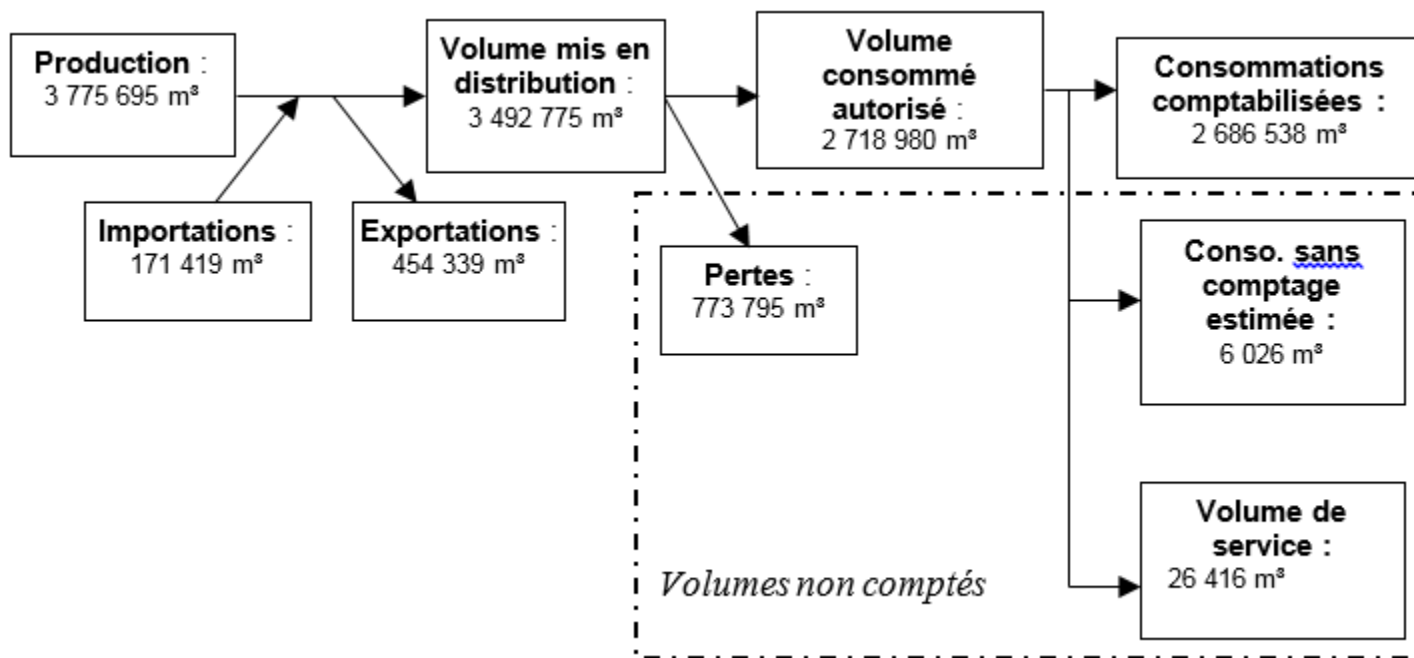 Production :
3 775 695 m³
Volume mis en
distribution :
3 492 775 m³
Volume
consommé
autorisé :
2 718 980 m³
Consommations
comptabilisées :
2 686 538 m³
Importations :
171 419 m³
Exportations :
454 339 m³
Pertes :
773 795 m³
Conso. sans
comptage
estimée :
6 026 m³
Volume de
service :
26 416 m³
Volumes non comptés